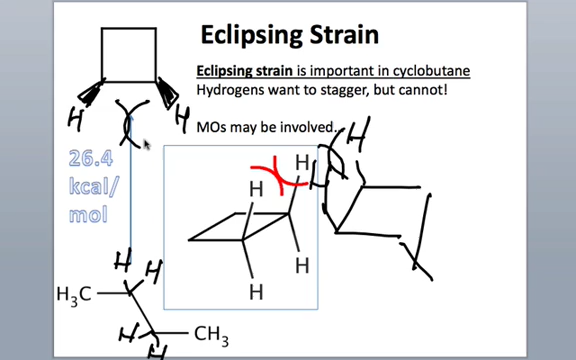 Eclipsing Strain
Eclipsing strain is important in cyclobutane
Hydrogens want to stagger, but cannot!
MOs may be involved..
H H
H
26.4
kcal/
mol
H
H
H
H
H
H
H H
H₃C
H
CH₃
H